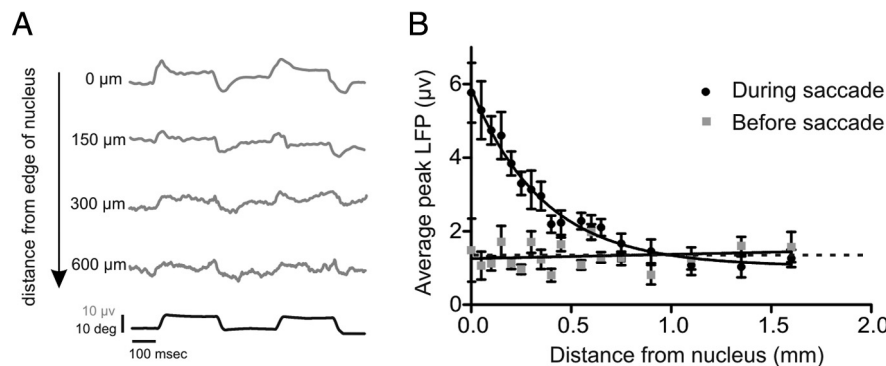 A
distance from edge of nucleus
0 µm
150 µm
300 µm
600 µm
10 µv
10 deg
100 msec
B
Average peak LFP (µv)
6
4
2
0
During saccade
Before saccade
0.0
0.5
1.0
1.5
2.0
Distance from nucleus (mm)